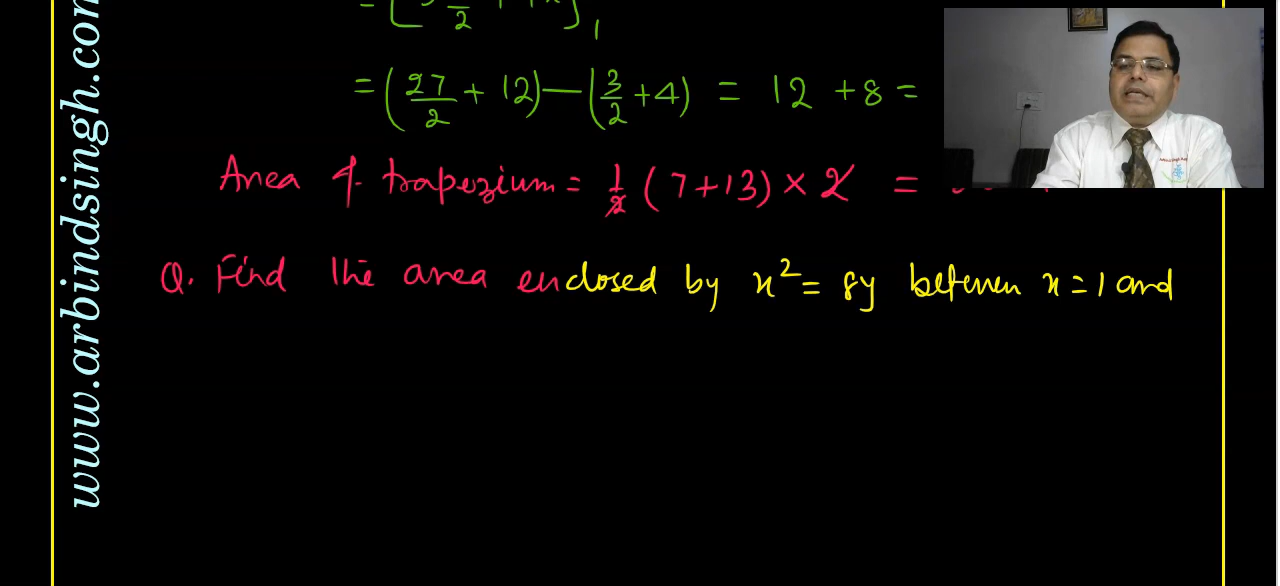 = (27/2 + 12) — (3/2 + 4) = 12 + 8 =
Area of trapezium = 1/2 (7+13) × 2 =
Q. Find the area enclosed by x² = 8y between x = 1 and
www.arbindsingh.com